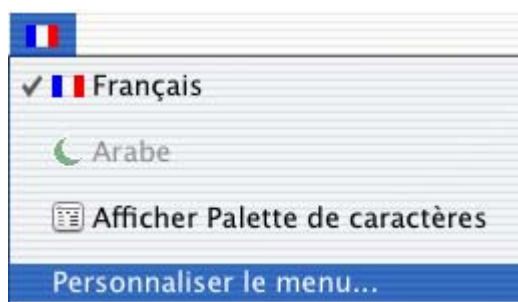 Français
Arabe
Afficher Palette de caractères
Personnaliser le menu...